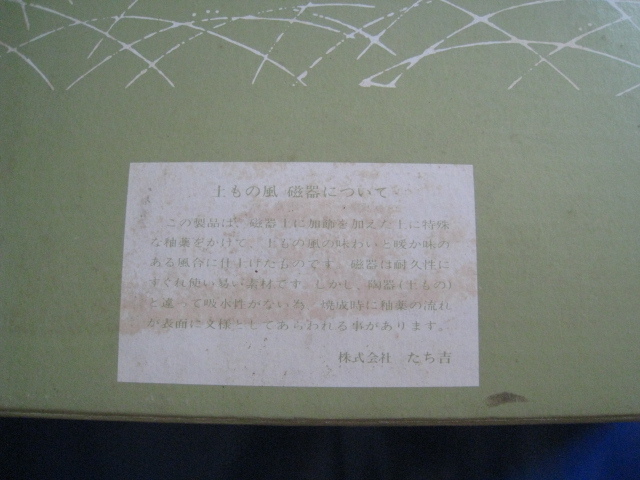 土もの風 磁器について
この製品は、磁器土に加飾を加えた上に特殊
な釉薬をかけて、土もの風の味わいと暖か味の
ある風合に仕上げたものです。磁器は耐久性に
すぐれ使い易い素材です。しかし、陶器(土もの)
と違って吸水性がない為、焼成時に釉薬の流れ
が表面に文様としてあらわれる事があります。
株式会社 たち吉